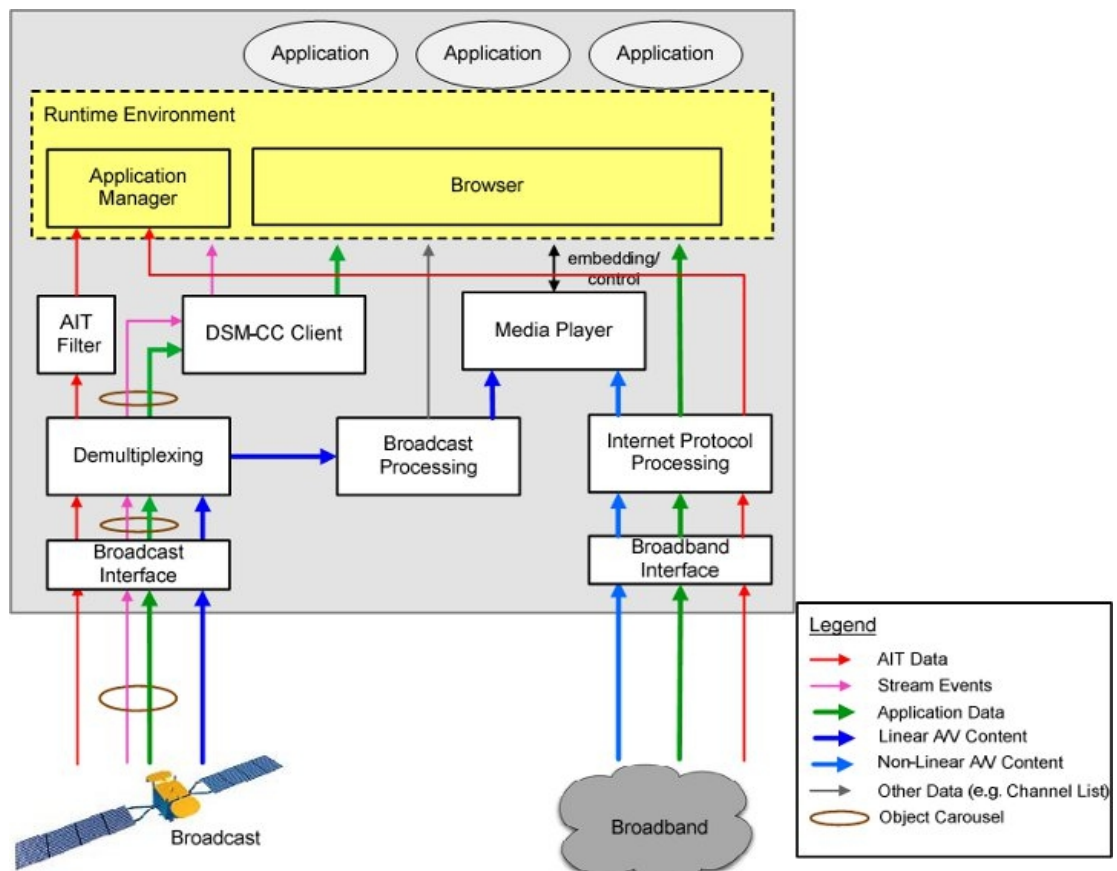 Application
Application
Application
Runtime Environment
Application
Manager
Browser
embedding/
control
AIT
Filter
DSM-CC Client
Media Player
Demultiplexing
Broadcast
Processing
Internet Protocol
Processing
Broadcast
Interface
Broadband
Interface
Broadcast
Broadband
Legend
AIT Data
Stream Events
Application Data
Linear A/V Content
Non-Linear A/V Content
Other Data (e.g. Channel List)
Object Carousel